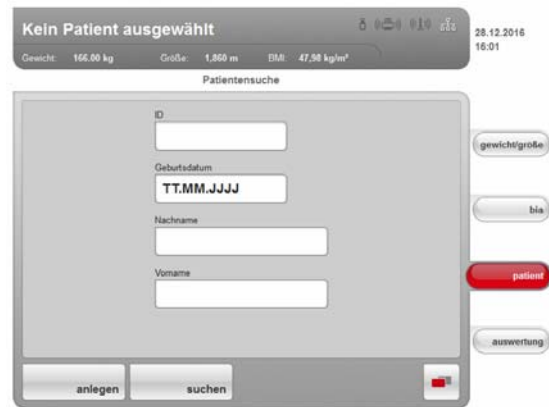 Kein Patient ausgewählt
28.12.2016
16:01
Gewicht: 166.00 kg Größe: 1,860 m BMI: 47,98 kg/m²
Patientensuche
ID
gewicht/größe
Geburtsdatum
TT.MM.JJJJ
bia
Nachname
patient
Vorname
auswertung
anlegen suchen